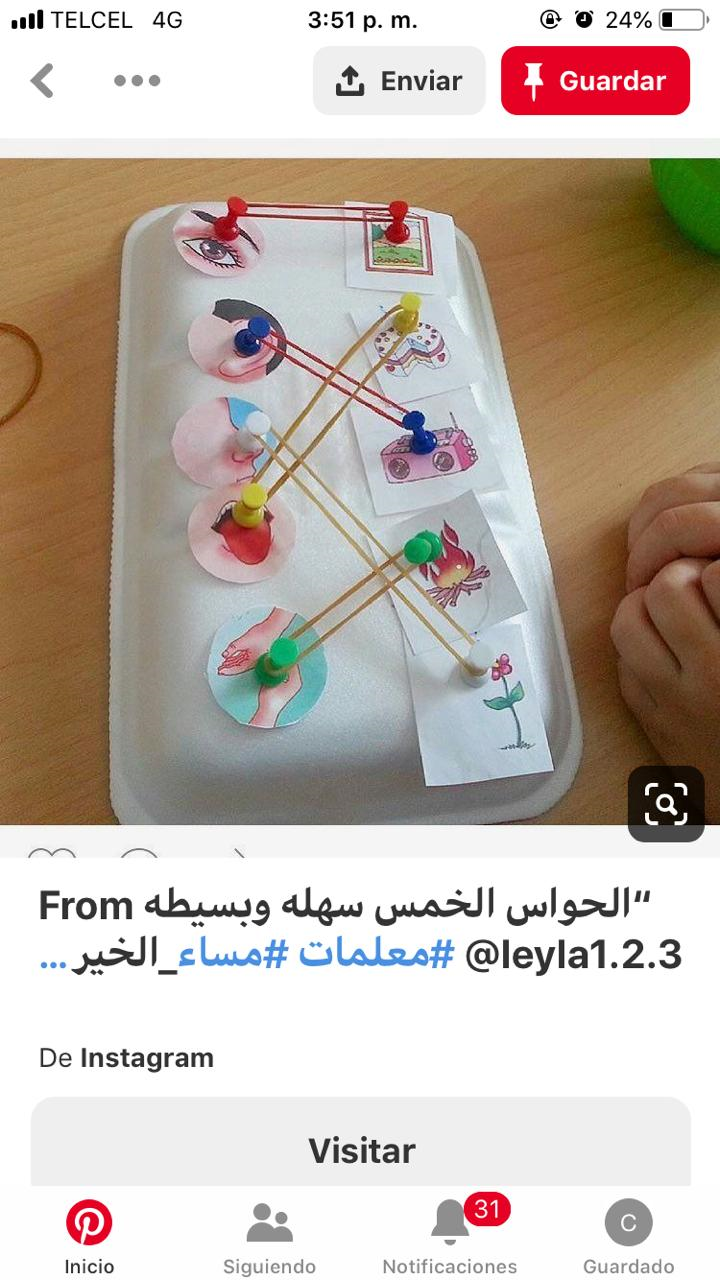 TELCEL 4G 3:51 p. m. 24%
Enviar Guardar
From الحواس الخمس سهله وبسيطه“
@leyla1.2.3 #معلمات #مساء_الخير ...
De Instagram
Visitar
31 C
Inicio Siguiendo Notificaciones Guardado